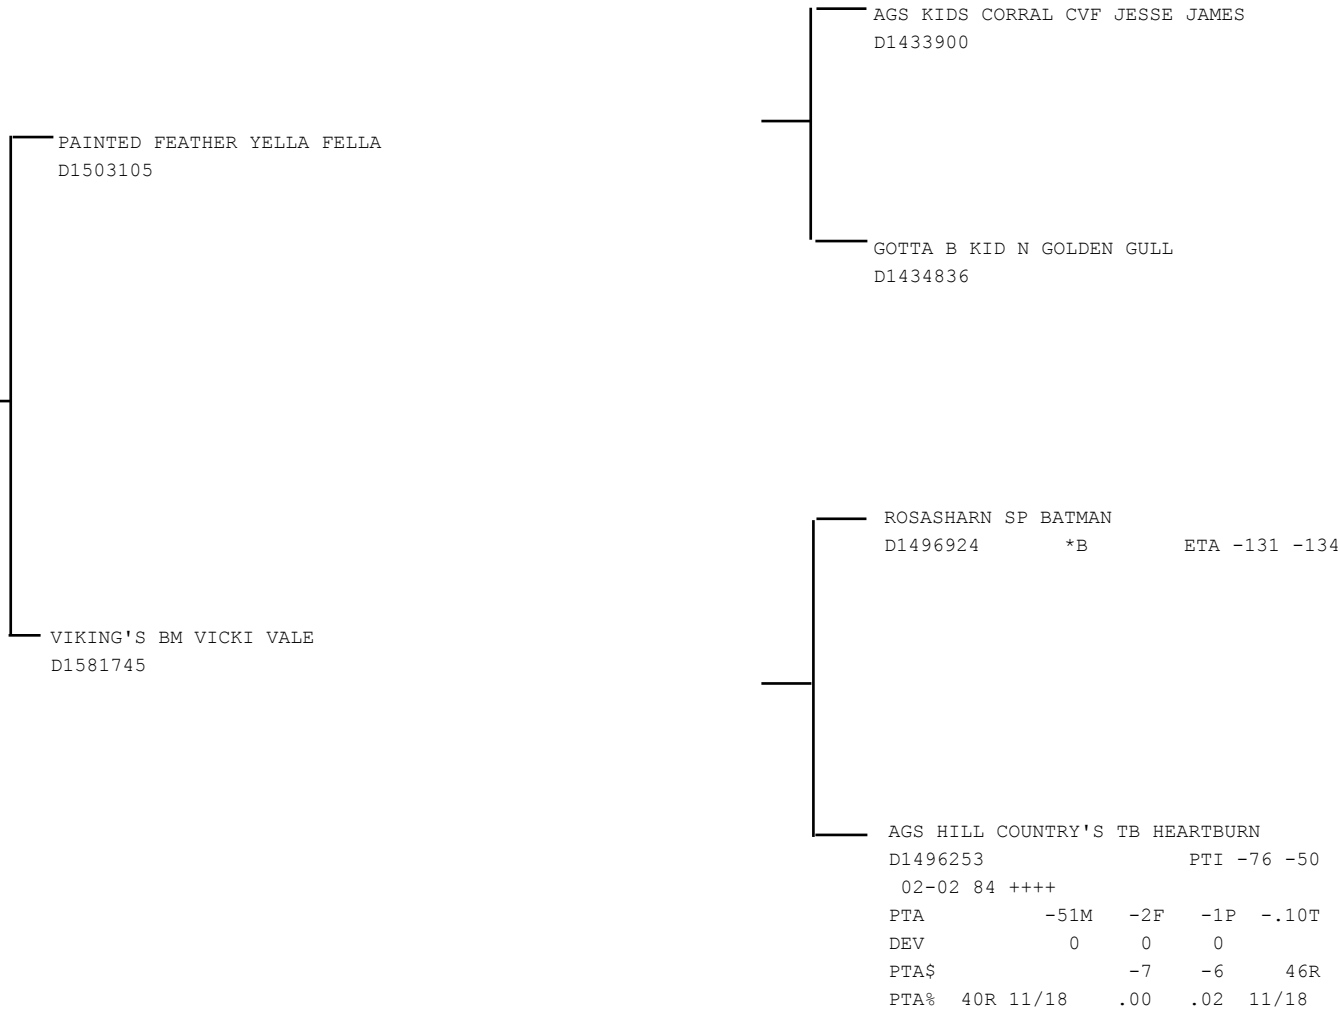 AGS KIDS CORRAL CVF JESSE JAMES
D1433900
PAINTED FEATHER YELLA FELLA
D1503105
GOTTA B KID N GOLDEN GULL
D1434836
ROSASHARN SP BATMAN
D1496924 *B ETA -131 -134
VIKING'S BM VICKI VALE
D1581745
AGS HILL COUNTRY'S TB HEARTBURN
D1496253 PTI -76 -50
02-02 84 ++++
PTA -51M -2F -1P -.10T
DEV 0 0 0
PTA$ -7 -6 46R
PTA% 40R 11/18 .00 .02 11/18